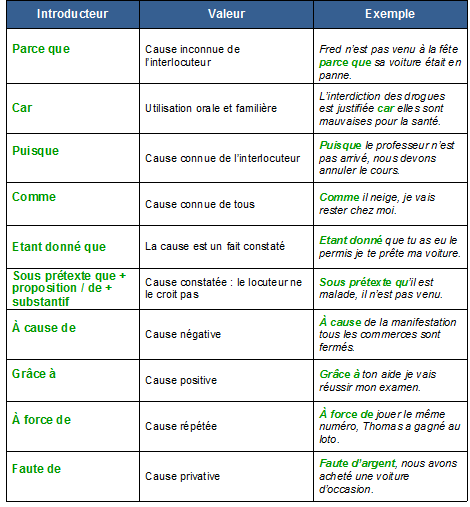 Introducteur Valeur Exemple
Parce que
Cause inconnue de
l'interlocuteur
Fred n'est pas venu à la fête
parce que sa voiture était en
panne.
Car
Utilisation orale et familière
L'interdiction des drogues
est justifiée car elles sont
mauvaises pour la santé.
Puisque
Cause connue de l'interlocuteur
Puisque le professeur n'est
pas arrivé, nous devons
annuler le cours.
Comme
Cause connue de tous
Comme il neige, je vais
rester chez moi.
Etant donné que
La cause est un fait constaté
Etant donné que tu as eu le
permis je te prête ma voiture.
Sous prétexte que +
proposition / de +
substantif
Cause constatée : le locuteur
ne le croit pas
Sous prétexte qu'il est
malade, il n'est pas venu.
À cause de
Cause négative
À cause de la manifestation
tous les commerces sont
fermés.
Grâce à
Cause positive
Grâce à ton aide je vais
réussir mon examen.
À force de
Cause répétée
À force de jouer le même
numéro, Thomas a gagné au
loto.
Faute de
Cause privative
Faute d'argent, nous avons
acheté une voiture
d'occasion.